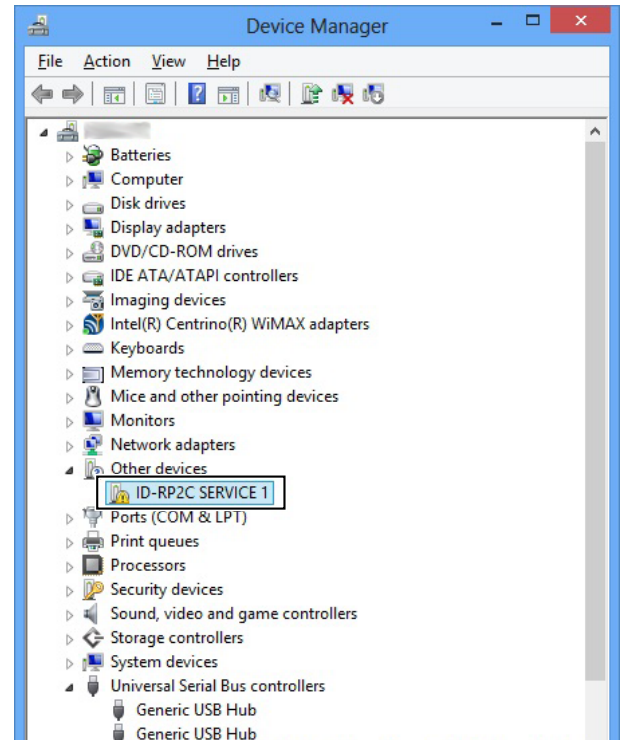 Device Manager
File Action View Help
Batteries
Computer
Disk drives
Display adapters
DVD/CD-ROM drives
IDE ATA/ATAPI controllers
Imaging devices
Intel(R) Centrino(R) WiMAX adapters
Keyboards
Memory technology devices
Mice and other pointing devices
Monitors
Network adapters
Other devices
ID-RP2C SERVICE 1
Ports (COM & LPT)
Print queues
Processors
Security devices
Sound, video and game controllers
Storage controllers
System devices
Universal Serial Bus controllers
Generic USB Hub
Generic USB Hub